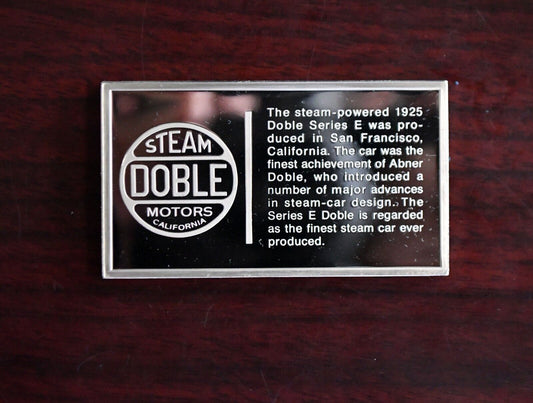 STEAM
DOBLE
MOTORS
CALIFORNIA
The steam-powered 1925
Doble Series E was pro-
duced in San Francisco,
California. The car was the
finest achievement of Abner
Doble, who introduced a
number of major advances
in steam-car design. The
Series E Doble is regarded
as the finest steam car ever
produced.